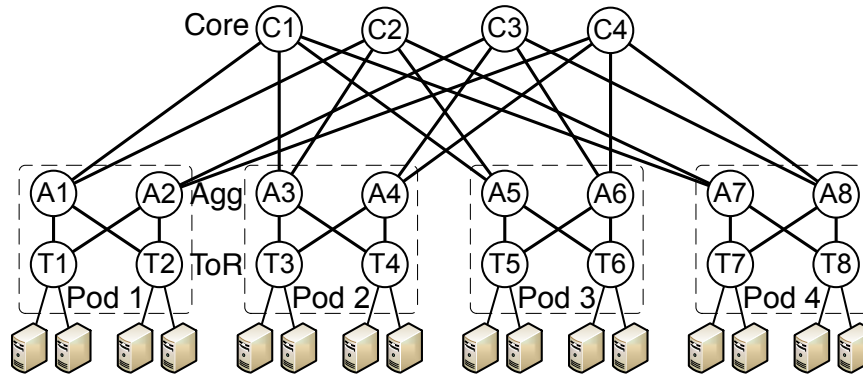 Core C1 C2 C3 C4
A1 A2 Agg A3 A4 A5 A6 A7 A8
T1 T2 ToR T3 T4 T5 T6 T7 T8
Pod 1 Pod 2 Pod 3 Pod 4